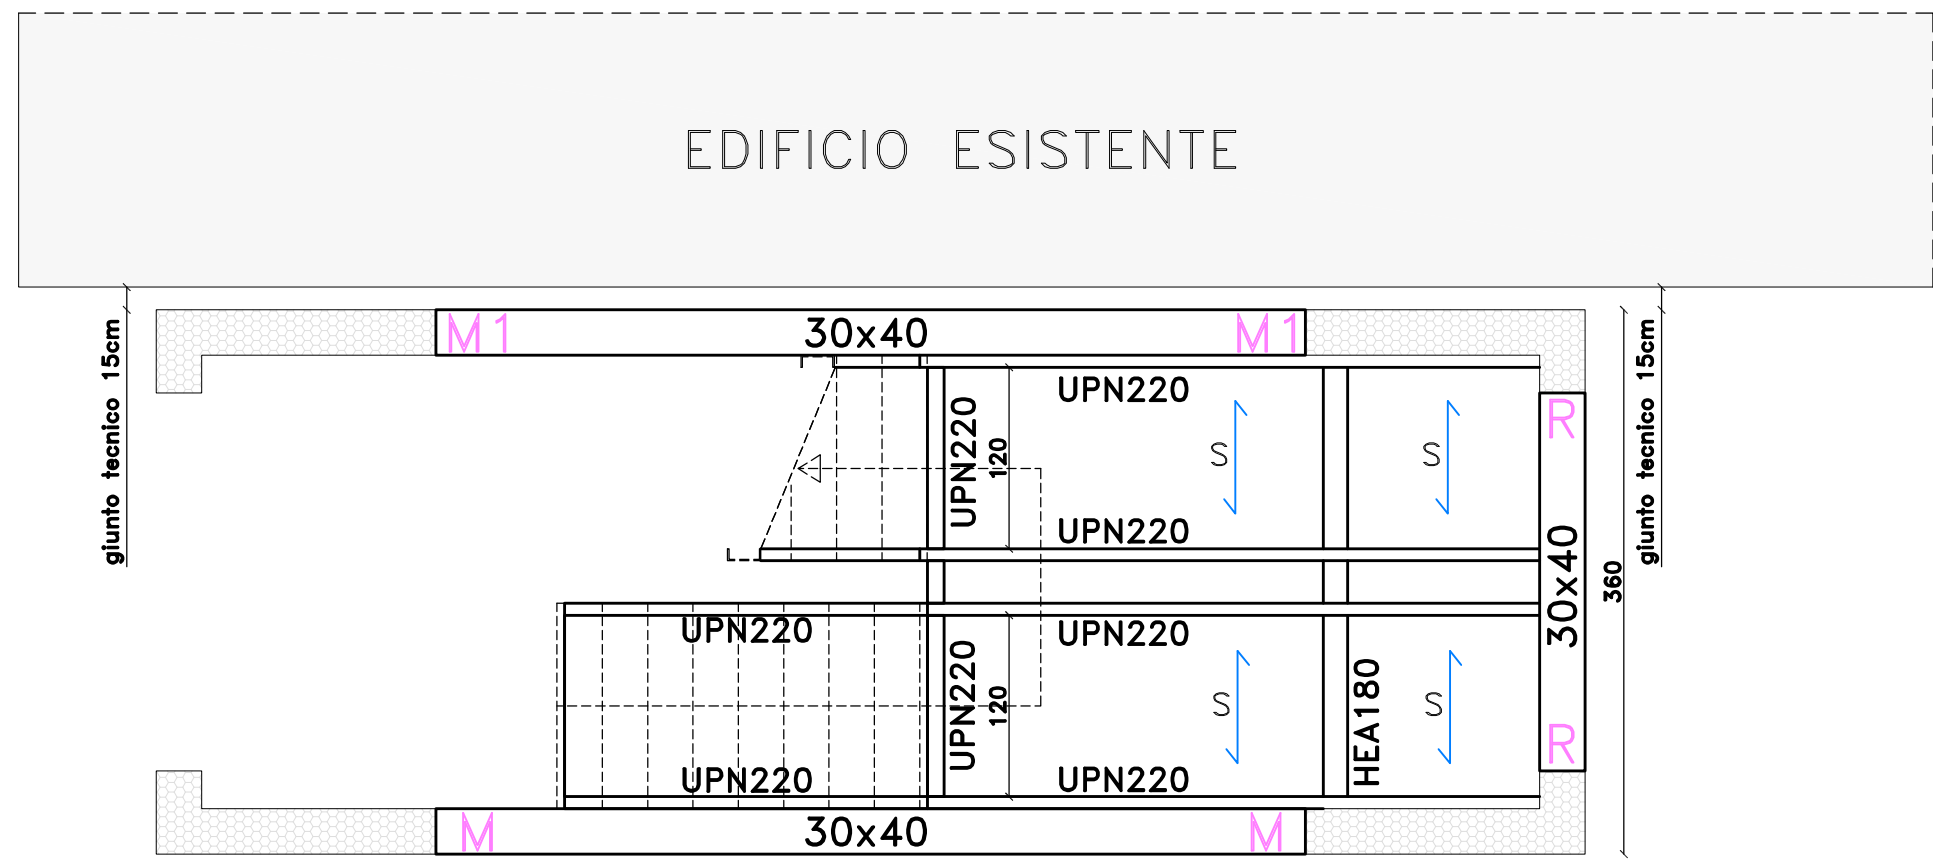 EDIFICIO ESISTENTE
giunto tecnico 15cm
M1
30x40
M1
giunto tecnico 15cm
UPN220
UPN220
120
S
S
R
UPN220
30x40
360
UPN220
UPN220
UPN220
120
S
S
HEA180
R
UPN220
UPN220
M
30x40
M